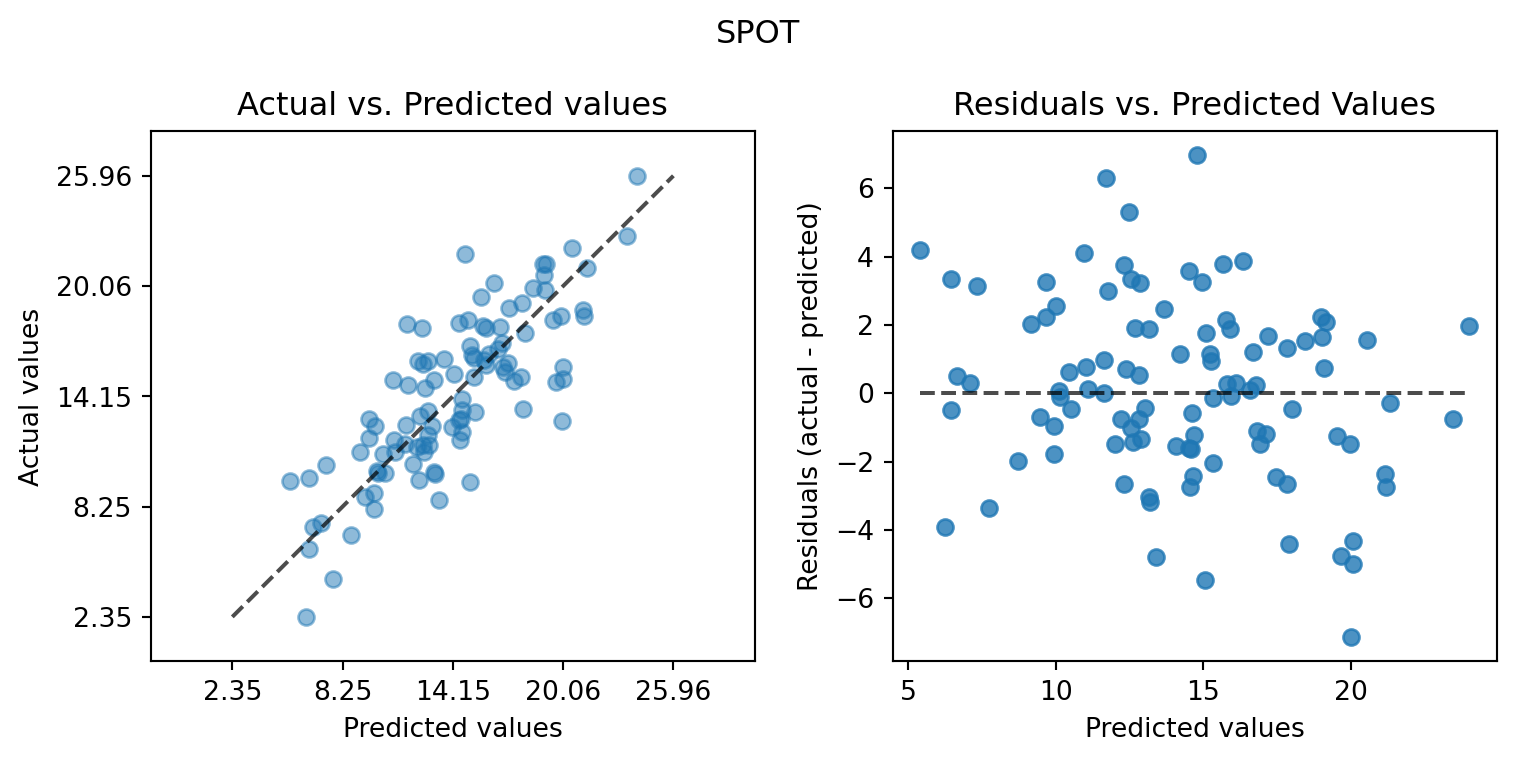 SPOT
Actual vs. Predicted values
25.96
20.06
14.15
8.25
2.35
Actual values
2.35 8.25 14.15 20.06 25.96
Predicted values
Residuals vs. Predicted Values
6
4
2
0
−2
−4
−6
Residuals (actual - predicted)
5 10 15 20
Predicted values